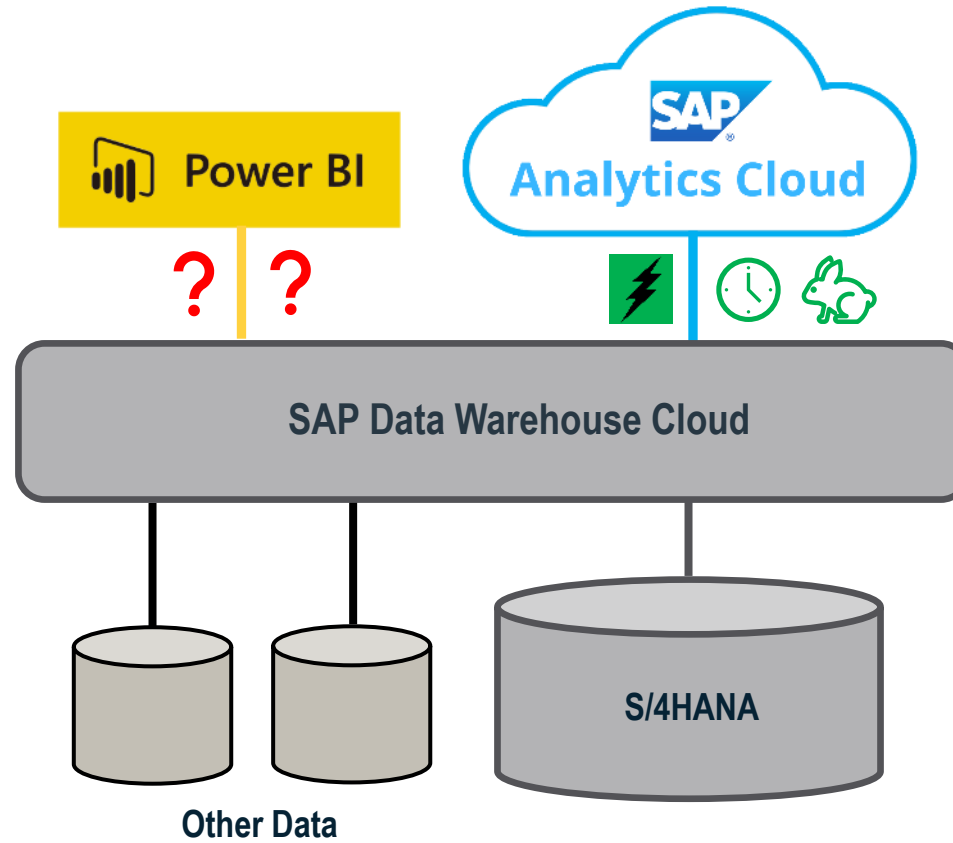 Power BI
SAP®
Analytics Cloud
? ?
SAP Data Warehouse Cloud
S/4HANA
Other Data